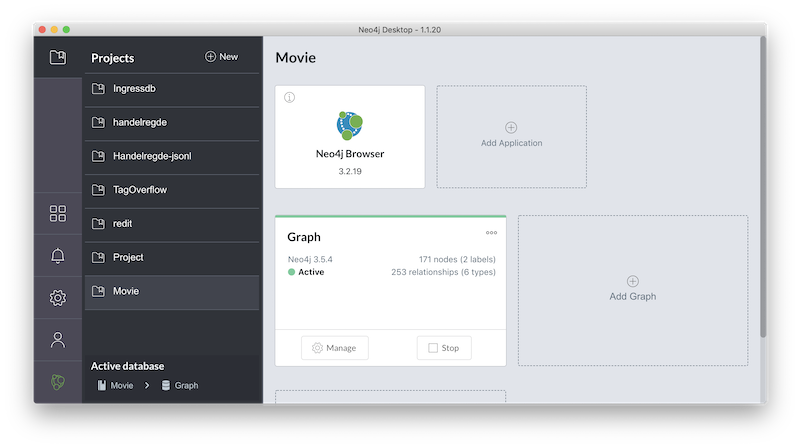 Neo4j Desktop - 1.1.20
Projects
New
Ingressdb
handelregde
Handelregde-jsonl
TagOverflow
redit
Project
Movie
Active database
Movie > Graph
Movie
Neo4j Browser
3.2.19
Add Application
Graph
Neo4j 3.5.4 171 nodes (2 labels)
Active 253 relationships (6 types)
Manage Stop
Add Graph